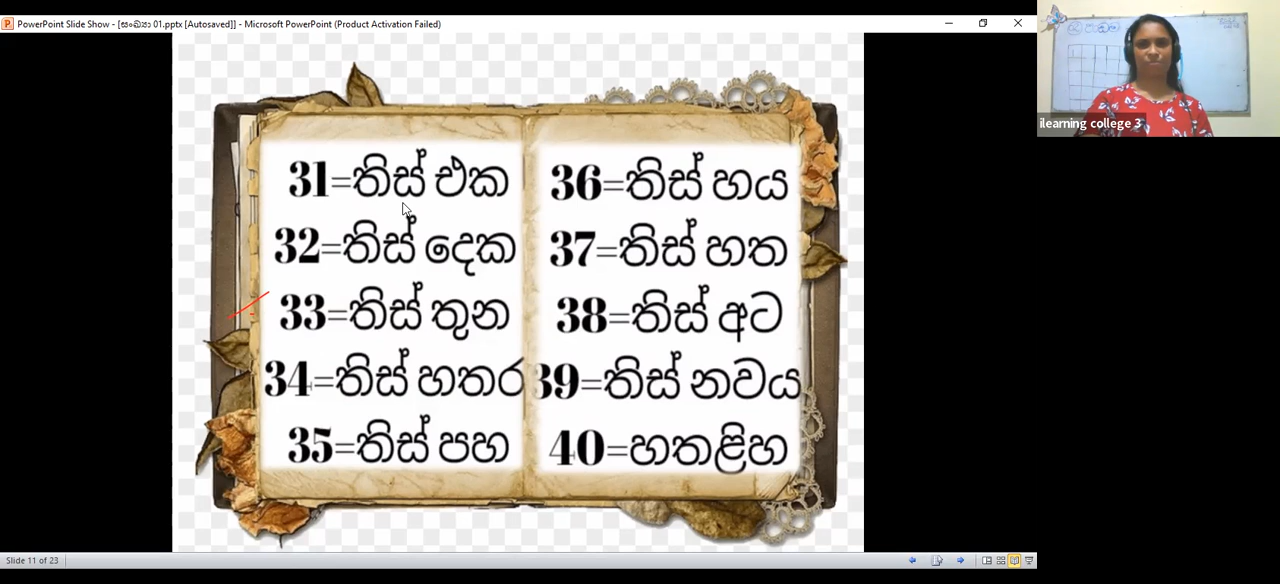 PowerPoint Slide Show - [සංඛ්‍යා 01.pptx [Autosaved]] - Microsoft PowerPoint (Product Activation Failed)
31=තිස් එක
32=තිස් දෙක
33=තිස් තුන
34=තිස් හතර
35=තිස් පහ
36=තිස් හය
37=තිස් හත
38=තිස් අට
39=තිස් නවය
40=හතළිහ
ilearning college 3
Slide 11 of 23